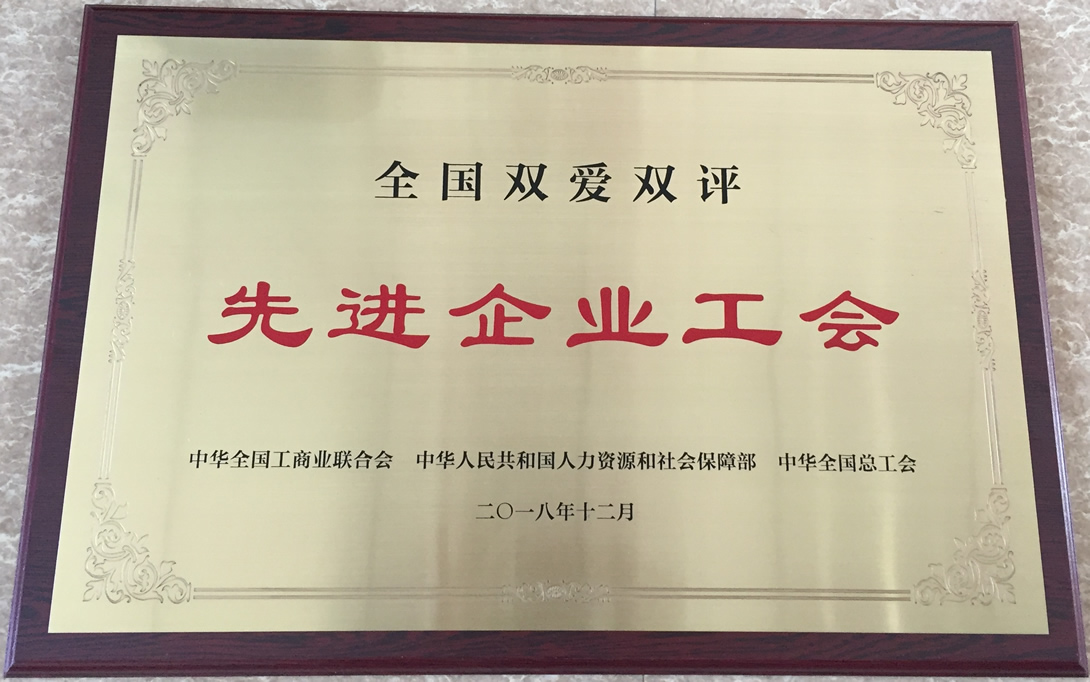 全国双爱双评
先进企业工会
中华全国工商业联合会 中华人民共和国人力资源和社会保障部 中华全国总工会
二〇一八年十二月